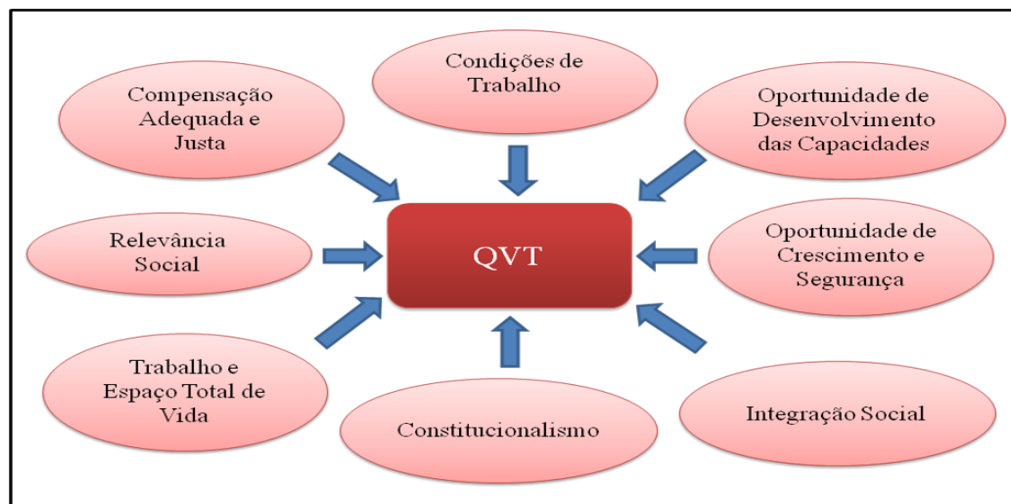 Condições de
Trabalho
Compensação
Adequada e
Justa
Oportunidade de
Desenvolvimento
das Capacidades
Relevância
Social
QVT
Oportunidade de
Crescimento e
Segurança
Trabalho e
Espaço Total de
Vida
Constitucionalismo
Integração Social